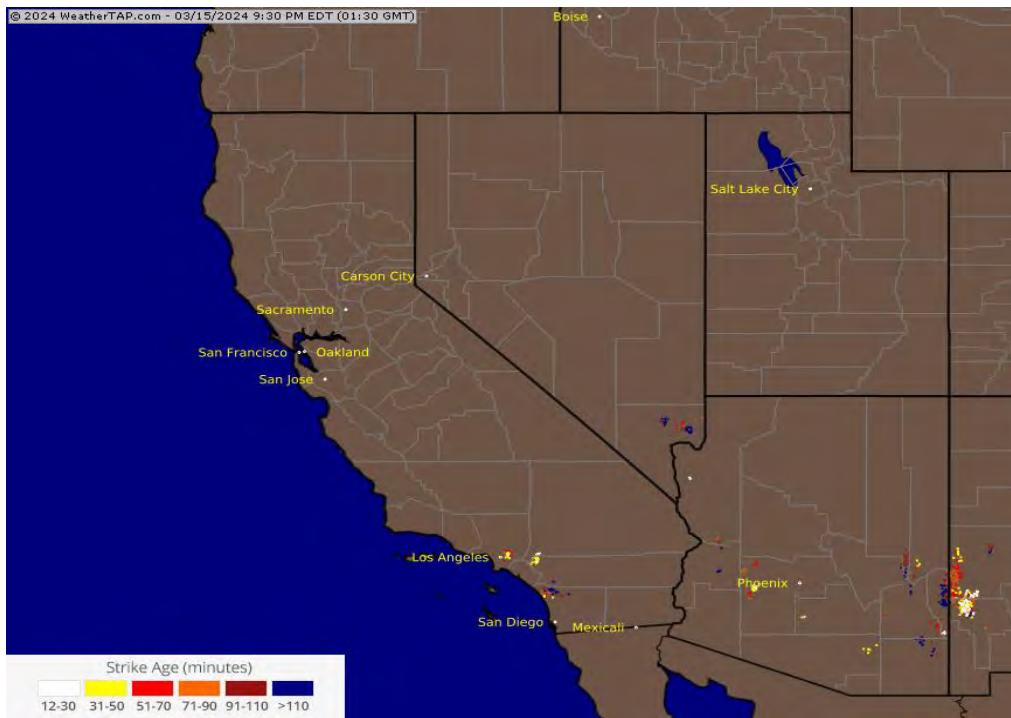 © 2024 WeatherTAP.com - 03/15/2024 9:30 PM EDT (01:30 GMT)
Boise
Salt Lake City
Carson City
Sacramento
San Francisco
Oakland
San Jose
Los Angeles
Phoenix
San Diego
Mexicali
Strike Age (minutes)
12-30 31-50 51-70 71-90 91-110 >110